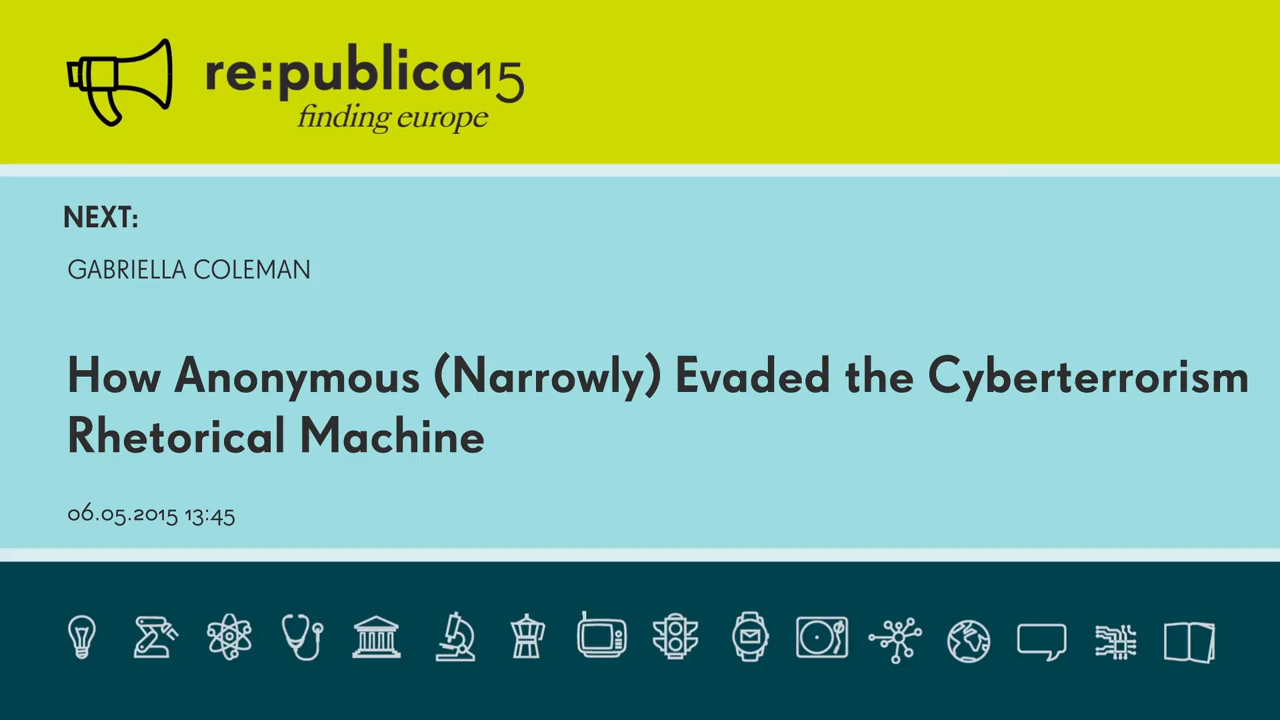 re:publica15
finding europe
NEXT:
GABRIELLA COLEMAN
How Anonymous (Narrowly) Evaded the Cyberterrorism
Rhetorical Machine
06.05.2015 13:45